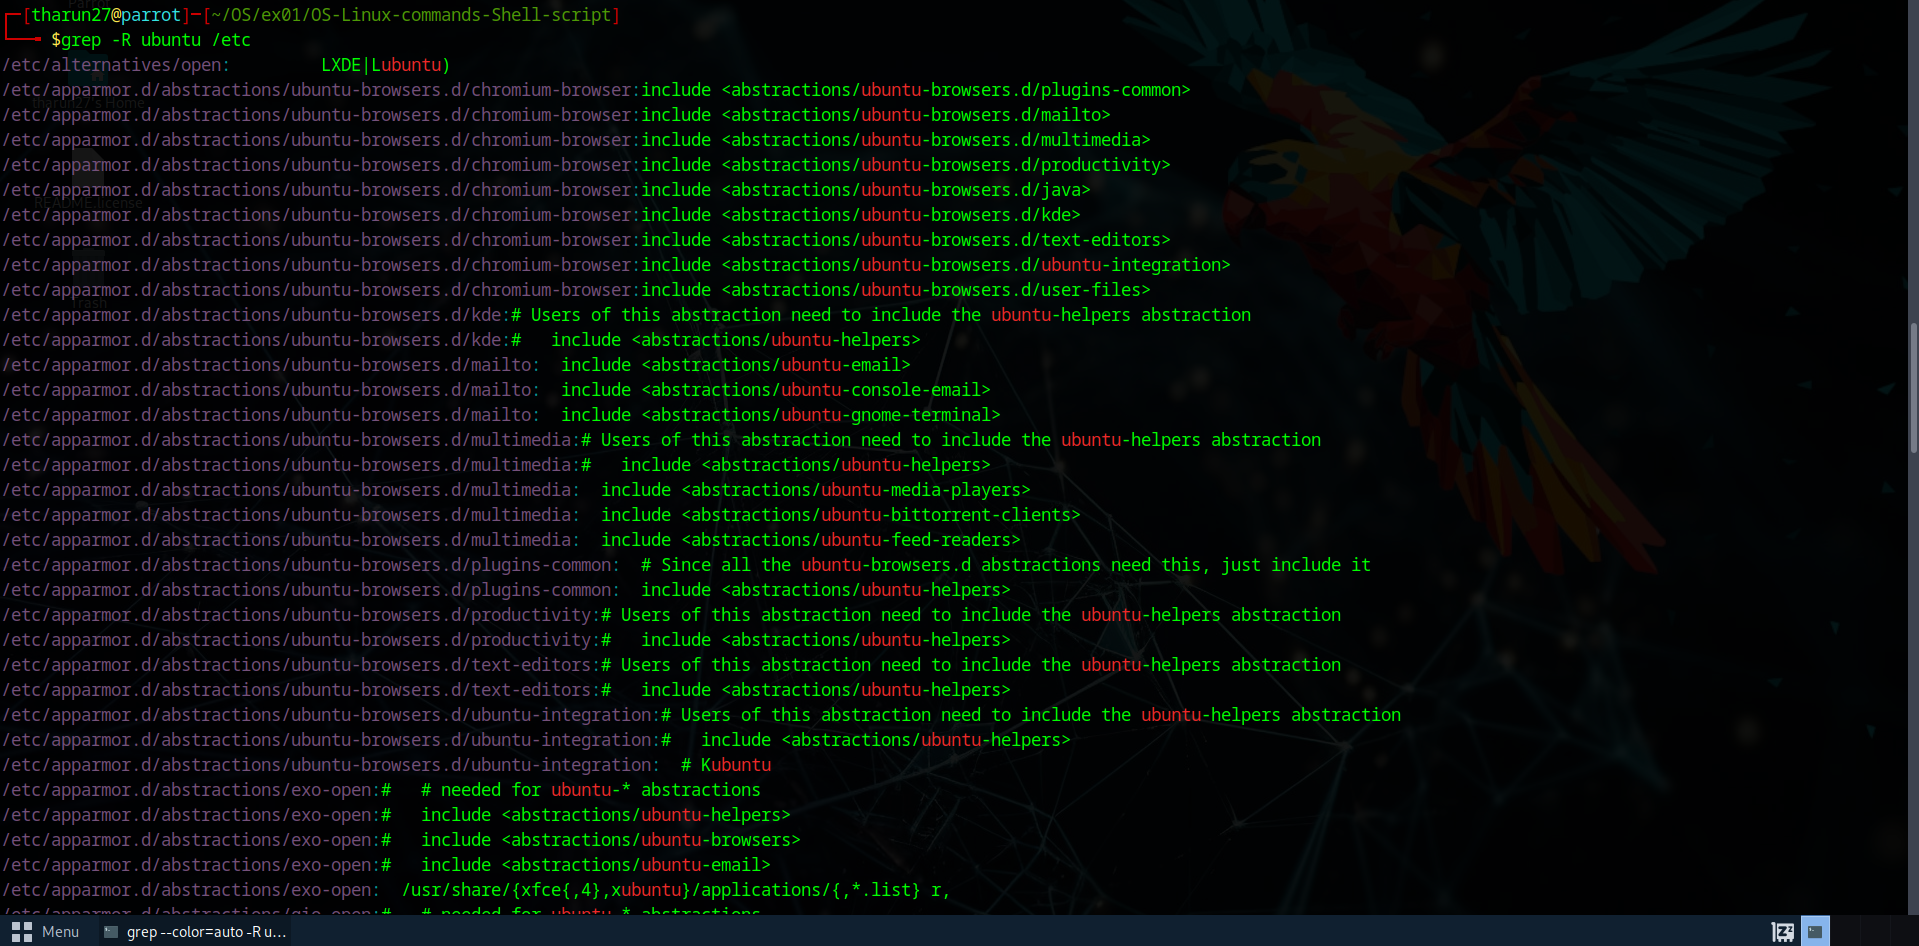 [tharun27@parrot]─[~/OS/ex01/OS-Linux-commands-Shell-script]
$grep -R ubuntu /etc
/etc/alternatives/open:         LXDE|Lubuntu)
/etc/apparmor.d/abstractions/ubuntu-browsers.d/chromium-browser:include <abstractions/ubuntu-browsers.d/plugins-common>
/etc/apparmor.d/abstractions/ubuntu-browsers.d/chromium-browser:include <abstractions/ubuntu-browsers.d/mailto>
/etc/apparmor.d/abstractions/ubuntu-browsers.d/chromium-browser:include <abstractions/ubuntu-browsers.d/multimedia>
/etc/apparmor.d/abstractions/ubuntu-browsers.d/chromium-browser:include <abstractions/ubuntu-browsers.d/productivity>
/etc/apparmor.d/abstractions/ubuntu-browsers.d/chromium-browser:include <abstractions/ubuntu-browsers.d/java>
/etc/apparmor.d/abstractions/ubuntu-browsers.d/chromium-browser:include <abstractions/ubuntu-browsers.d/kde>
/etc/apparmor.d/abstractions/ubuntu-browsers.d/chromium-browser:include <abstractions/ubuntu-browsers.d/text-editors>
/etc/apparmor.d/abstractions/ubuntu-browsers.d/chromium-browser:include <abstractions/ubuntu-browsers.d/ubuntu-integration>
/etc/apparmor.d/abstractions/ubuntu-browsers.d/chromium-browser:include <abstractions/ubuntu-browsers.d/user-files>
/etc/apparmor.d/abstractions/ubuntu-browsers.d/kde:# Users of this abstraction need to include the ubuntu-helpers abstraction
/etc/apparmor.d/abstractions/ubuntu-browsers.d/kde:#   include <abstractions/ubuntu-helpers>
/etc/apparmor.d/abstractions/ubuntu-browsers.d/mailto:  include <abstractions/ubuntu-email>
/etc/apparmor.d/abstractions/ubuntu-browsers.d/mailto:  include <abstractions/ubuntu-console-email>
/etc/apparmor.d/abstractions/ubuntu-browsers.d/mailto:  include <abstractions/ubuntu-gnome-terminal>
/etc/apparmor.d/abstractions/ubuntu-browsers.d/multimedia:# Users of this abstraction need to include the ubuntu-helpers abstraction
/etc/apparmor.d/abstractions/ubuntu-browsers.d/multimedia:#   include <abstractions/ubuntu-helpers>
/etc/apparmor.d/abstractions/ubuntu-browsers.d/multimedia:  include <abstractions/ubuntu-media-players>
/etc/apparmor.d/abstractions/ubuntu-browsers.d/multimedia:  include <abstractions/ubuntu-bittorrent-clients>
/etc/apparmor.d/abstractions/ubuntu-browsers.d/multimedia:  include <abstractions/ubuntu-feed-readers>
/etc/apparmor.d/abstractions/ubuntu-browsers.d/plugins-common:  # Since all the ubuntu-browsers.d abstractions need this, just include it
/etc/apparmor.d/abstractions/ubuntu-browsers.d/plugins-common:  include <abstractions/ubuntu-helpers>
/etc/apparmor.d/abstractions/ubuntu-browsers.d/productivity:# Users of this abstraction need to include the ubuntu-helpers abstraction
/etc/apparmor.d/abstractions/ubuntu-browsers.d/productivity:#   include <abstractions/ubuntu-helpers>
/etc/apparmor.d/abstractions/ubuntu-browsers.d/text-editors:# Users of this abstraction need to include the ubuntu-helpers abstraction
/etc/apparmor.d/abstractions/ubuntu-browsers.d/text-editors:#   include <abstractions/ubuntu-helpers>
/etc/apparmor.d/abstractions/ubuntu-browsers.d/ubuntu-integration:# Users of this abstraction need to include the ubuntu-helpers abstraction
/etc/apparmor.d/abstractions/ubuntu-browsers.d/ubuntu-integration:#   include <abstractions/ubuntu-helpers>
/etc/apparmor.d/abstractions/ubuntu-browsers.d/ubuntu-integration:  # Kubuntu
/etc/apparmor.d/abstractions/exo-open:#   # needed for ubuntu-* abstractions
/etc/apparmor.d/abstractions/exo-open:#   include <abstractions/ubuntu-helpers>
/etc/apparmor.d/abstractions/exo-open:#   include <abstractions/ubuntu-browsers>
/etc/apparmor.d/abstractions/exo-open:#   include <abstractions/ubuntu-email>
/etc/apparmor.d/abstractions/exo-open:  /usr/share/{xfce{,4},xubuntu}/applications/{,*.list} r,
/etc/apparmor.d/abstractions/gio-open:#   # needed for ubuntu-* abstractions
Menu
grep --color=auto -R u...
tharun27's Home
README.license
Trash